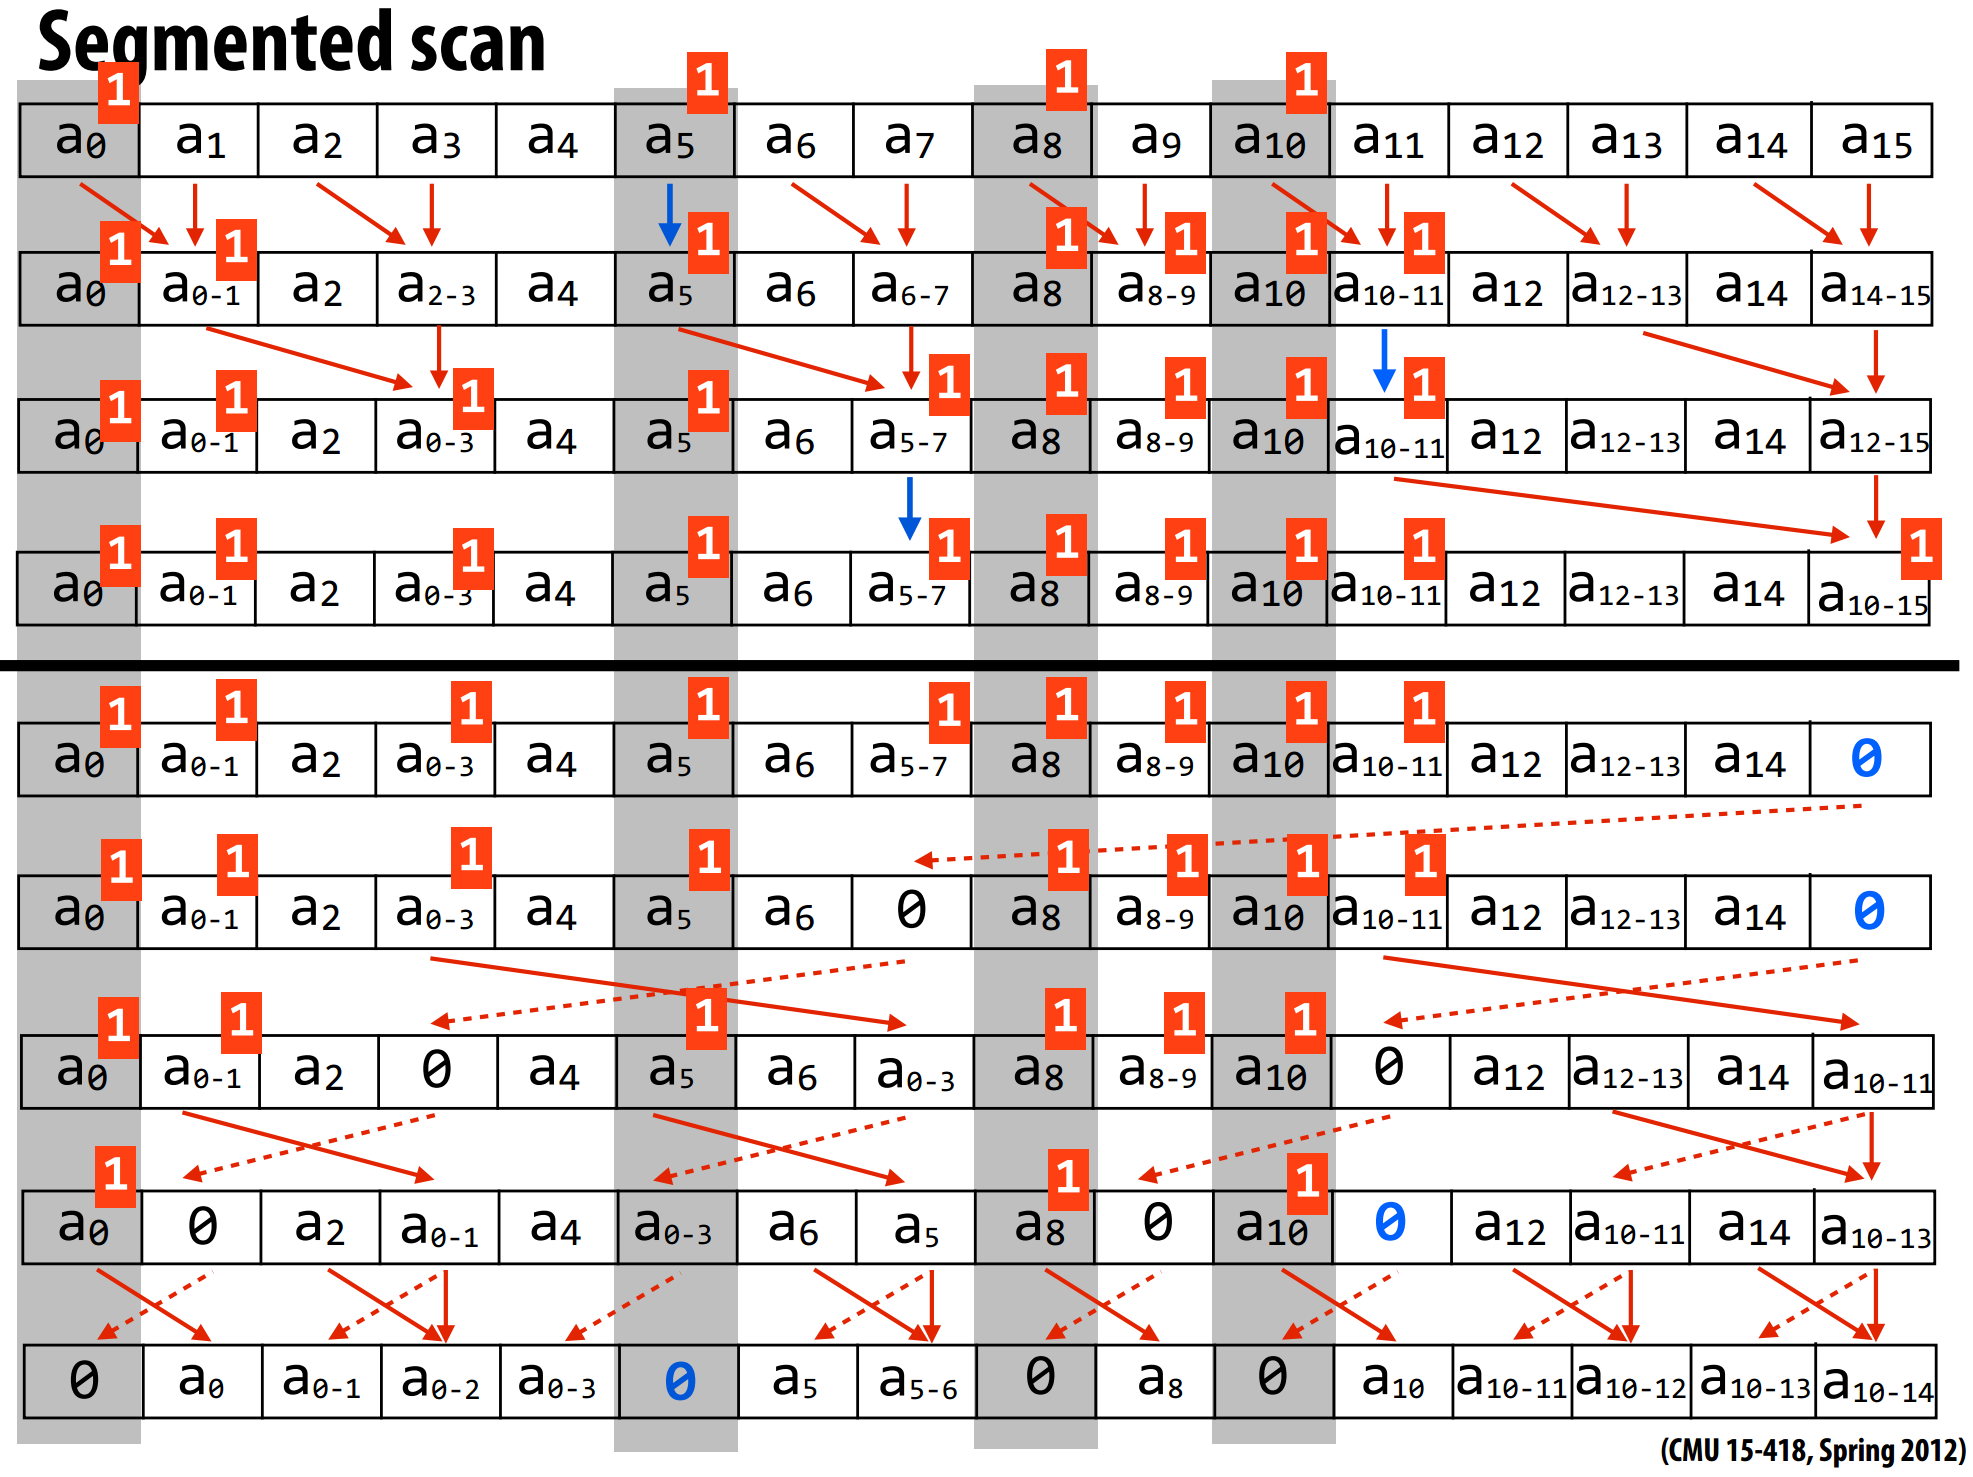 Segmented scan
1 1 1 1
a0 a1 a2 a3 a4 a5 a6 a7 a8 a9 a10 a11 a12 a13 a14 a15
1 1 1 1 1 1 1
a0 a0-1 a2 a2-3 a4 a5 a6 a6-7 a8 a8-9 a10 a10-11 a12 a12-13 a14 a14-15
1 1 1 1 1 1 1 1 1
a0 a0-1 a2 a0-3 a4 a5 a6 a5-7 a8 a8-9 a10 a10-11 a12 a12-13 a14 a12-15
1 1 1 1 1 1 1 1 1 1
a0 a0-1 a2 a0-3 a4 a5 a6 a5-7 a8 a8-9 a10 a10-11 a12 a12-13 a14 a10-15
1 1 1 1 1 1 1 1 1
a0 a0-1 a2 a0-3 a4 a5 a6 a5-7 a8 a8-9 a10 a10-11 a12 a12-13 a14 0
1 1 1 1 1 1 1 1
a0 a0-1 a2 a0-3 a4 a5 a6 0 a8 a8-9 a10 a10-11 a12 a12-13 a14 0
1 1 1 1 1 1
a0 a0-1 a2 0 a4 a5 a6 a0-3 a8 a8-9 a10 0 a12 a12-13 a14 a10-11
1 1 1
a0 0 a2 a0-1 a4 a0-3 a6 a5 a8 0 a10 0 a12 a10-11 a14 a10-13
0 a0 a0-1 a0-2 a0-3 0 a5 a5-6 0 a8 0 a10 a10-11 a10-12 a10-13 a10-14
(CMU 15-418, Spring 2012)